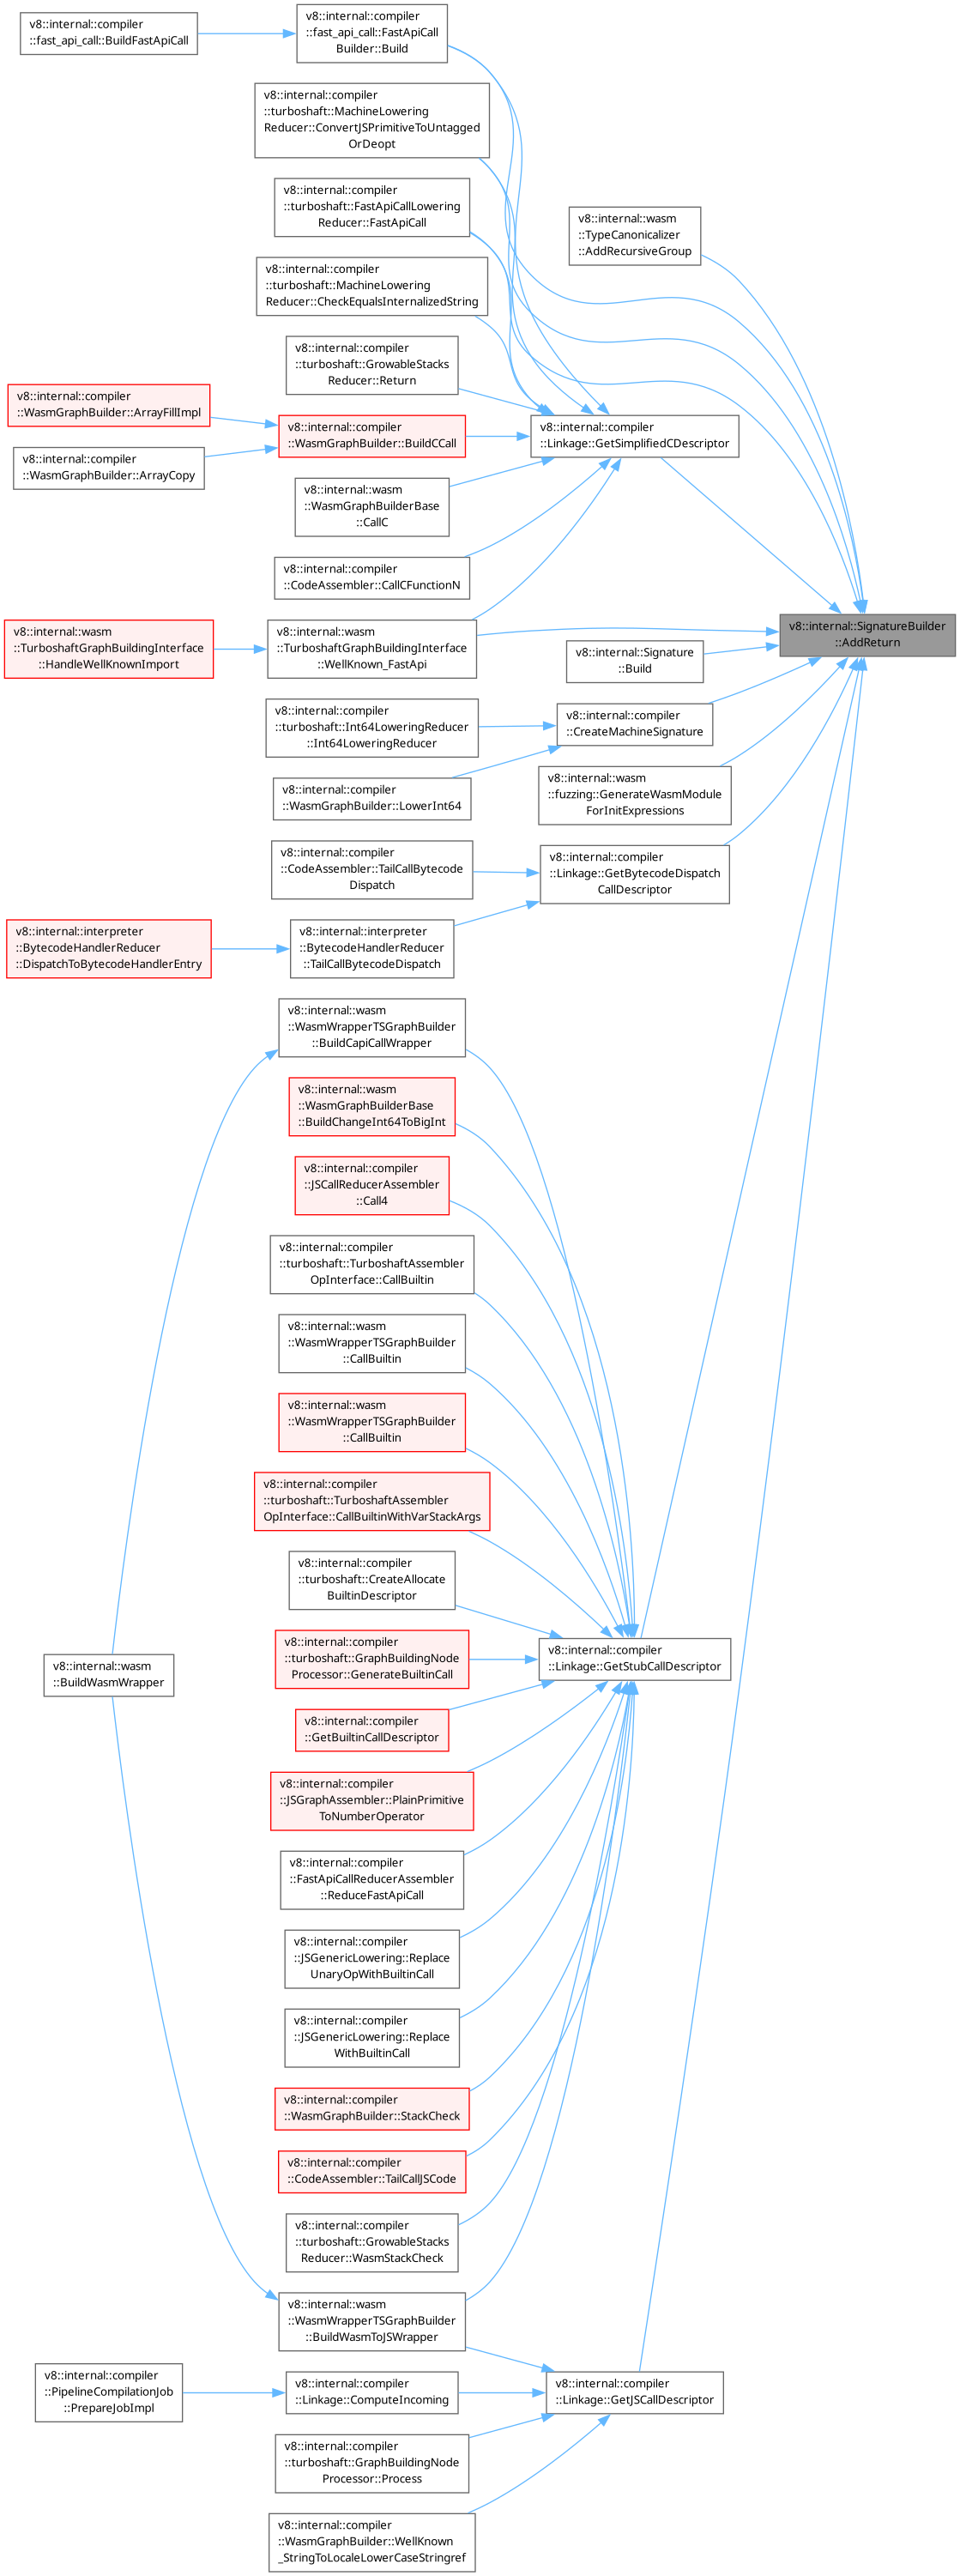 v8::internal::compiler
::fast_api_call::BuildFastApiCall
v8::internal::compiler
::fast_api_call::FastApiCall
Builder::Build
v8::internal::compiler
::turboshaft::MachineLowering
Reducer::ConvertJSPrimitiveToUntagged
OrDeopt
v8::internal::compiler
::turboshaft::FastApiCallLowering
Reducer::FastApiCall
v8::internal::wasm
::TypeCanonicalizer
::AddRecursiveGroup
v8::internal::compiler
::turboshaft::MachineLowering
Reducer::CheckEqualsInternalizedString
v8::internal::compiler
::turboshaft::GrowableStacks
Reducer::Return
v8::internal::compiler
::WasmGraphBuilder::ArrayFillImpl
v8::internal::compiler
::WasmGraphBuilder::BuildCCall
v8::internal::compiler
::Linkage::GetSimplifiedCDescriptor
v8::internal::compiler
::WasmGraphBuilder::ArrayCopy
v8::internal::wasm
::WasmGraphBuilderBase
::CallC
v8::internal::compiler
::CodeAssembler::CallCFunctionN
v8::internal::SignatureBuilder
::AddReturn
v8::internal::wasm
::TurboshaftGraphBuildingInterface
::HandleWellKnownImport
v8::internal::wasm
::TurboshaftGraphBuildingInterface
::WellKnown_FastApi
v8::internal::Signature
::Build
v8::internal::compiler
::turboshaft::Int64LoweringReducer
::Int64LoweringReducer
v8::internal::compiler
::CreateMachineSignature
v8::internal::compiler
::WasmGraphBuilder::LowerInt64
v8::internal::wasm
::fuzzing::GenerateWasmModule
ForInitExpressions
v8::internal::compiler
::CodeAssembler::TailCallBytecode
Dispatch
v8::internal::compiler
::Linkage::GetBytecodeDispatch
CallDescriptor
v8::internal::interpreter
::BytecodeHandlerReducer
::DispatchToBytecodeHandlerEntry
v8::internal::interpreter
::BytecodeHandlerReducer
::TailCallBytecodeDispatch
v8::internal::wasm
::WasmWrapperTSGraphBuilder
::BuildCapiCallWrapper
v8::internal::wasm
::WasmGraphBuilderBase
::BuildChangeInt64ToBigInt
v8::internal::compiler
::JSCallReducerAssembler
::Call4
v8::internal::compiler
::turboshaft::TurboshaftAssembler
OpInterface::CallBuiltin
v8::internal::wasm
::WasmWrapperTSGraphBuilder
::CallBuiltin
v8::internal::wasm
::WasmWrapperTSGraphBuilder
::CallBuiltin
v8::internal::compiler
::turboshaft::TurboshaftAssembler
OpInterface::CallBuiltinWithVarStackArgs
v8::internal::compiler
::turboshaft::CreateAllocate
BuiltinDescriptor
v8::internal::wasm
::BuildWasmWrapper
v8::internal::compiler
::turboshaft::GraphBuildingNode
Processor::GenerateBuiltinCall
v8::internal::compiler
::Linkage::GetStubCallDescriptor
v8::internal::compiler
::GetBuiltinCallDescriptor
v8::internal::compiler
::JSGraphAssembler::PlainPrimitive
ToNumberOperator
v8::internal::compiler
::FastApiCallReducerAssembler
::ReduceFastApiCall
v8::internal::compiler
::JSGenericLowering::Replace
UnaryOpWithBuiltinCall
v8::internal::compiler
::JSGenericLowering::Replace
WithBuiltinCall
v8::internal::compiler
::WasmGraphBuilder::StackCheck
v8::internal::compiler
::CodeAssembler::TailCallJSCode
v8::internal::compiler
::turboshaft::GrowableStacks
Reducer::WasmStackCheck
v8::internal::wasm
::WasmWrapperTSGraphBuilder
::BuildWasmToJSWrapper
v8::internal::compiler
::PipelineCompilationJob
::PrepareJobImpl
v8::internal::compiler
::Linkage::ComputeIncoming
v8::internal::compiler
::Linkage::GetJSCallDescriptor
v8::internal::compiler
::turboshaft::GraphBuildingNode
Processor::Process
v8::internal::compiler
::WasmGraphBuilder::WellKnown
_StringToLocaleLowerCaseStringref